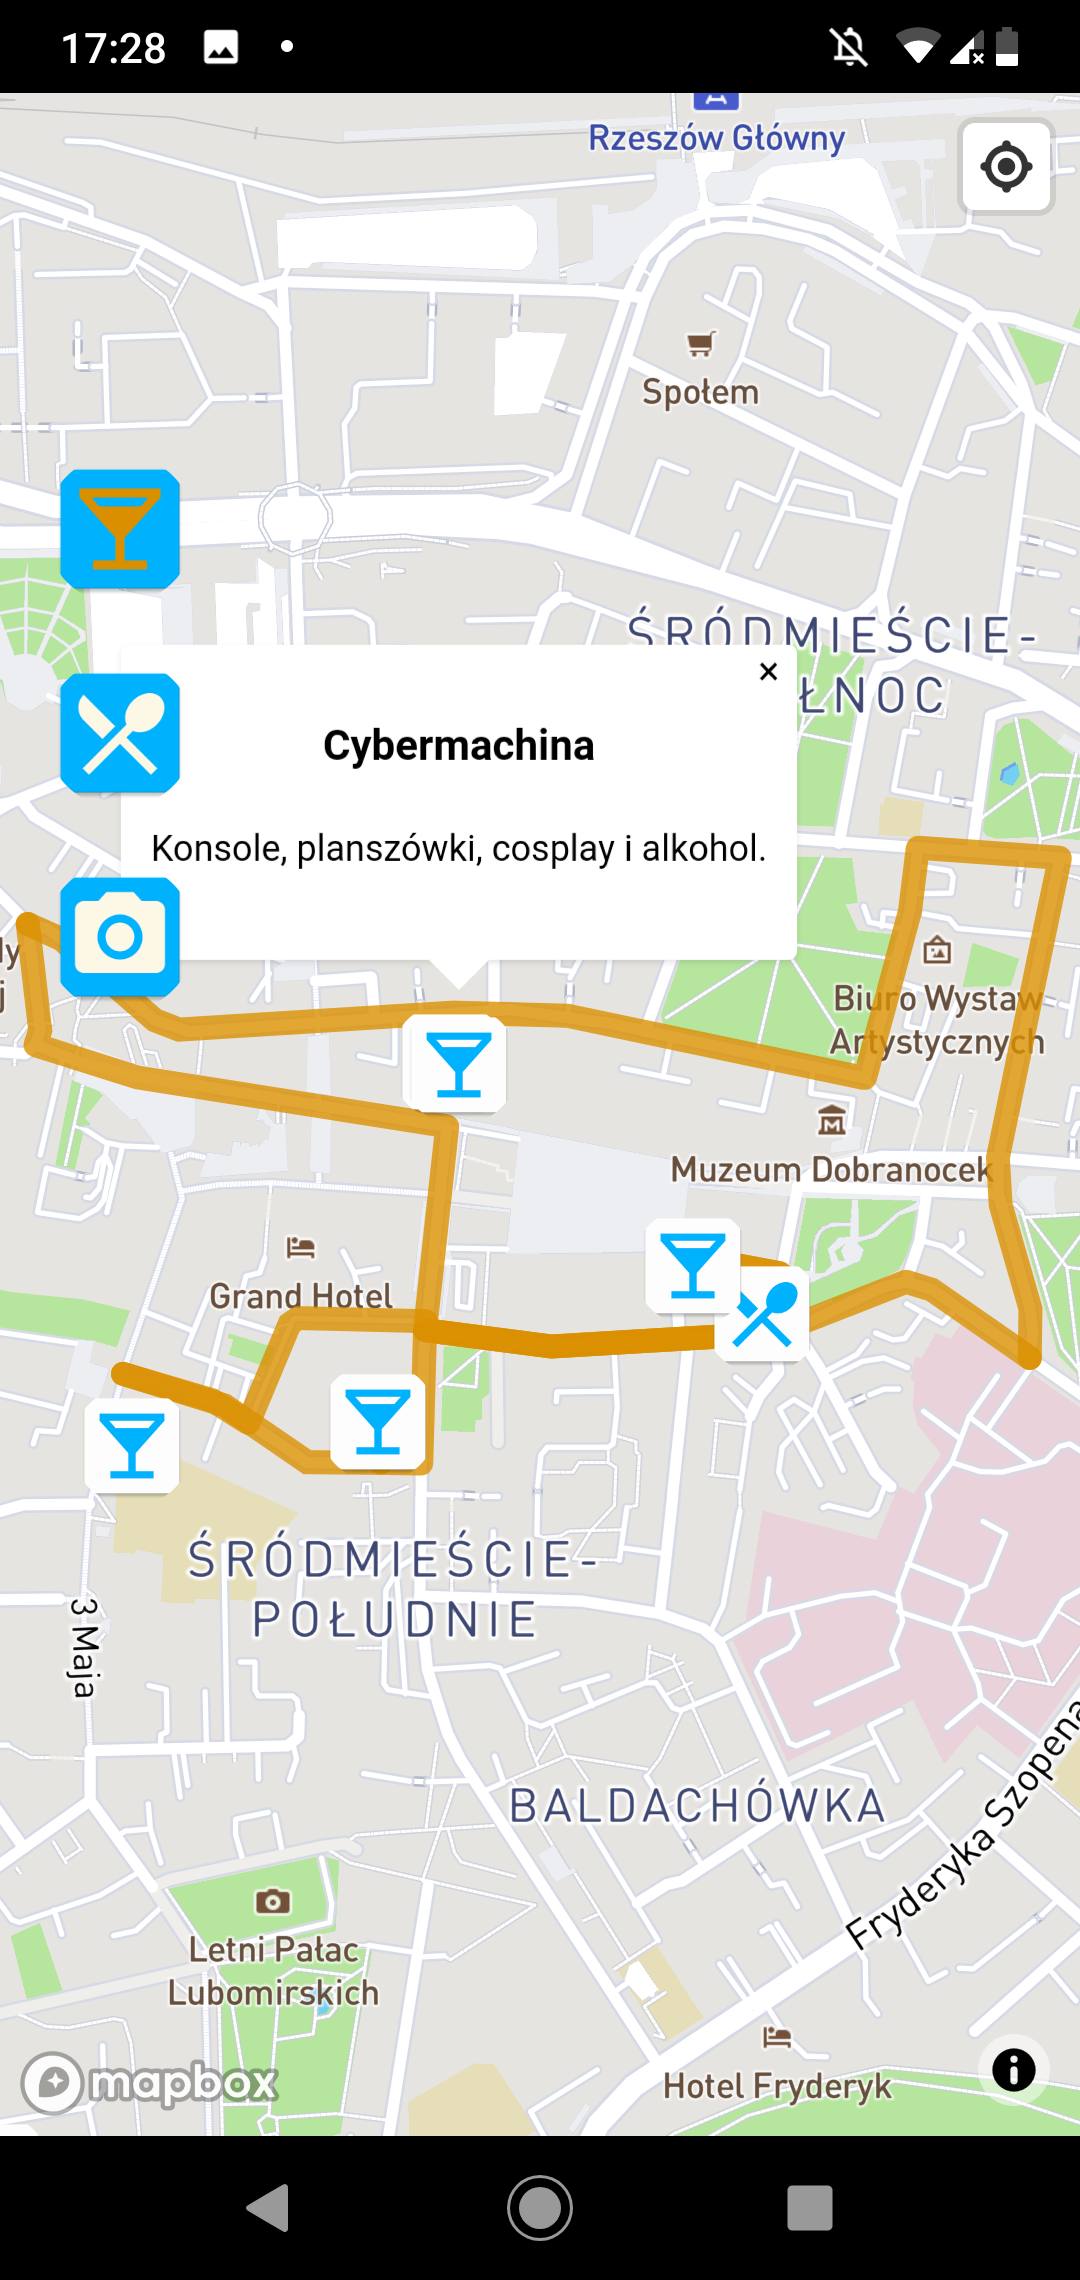 17:28
Rzeszów Główny
Społem
ŚRÓDMIEŚCIE-
ŁNOC
Cybermachina
Konsole, planszówki, cosplay i alkohol.
Biuro Wystaw
Artystycznych
Muzeum Dobranocek
Grand Hotel
ŚRÓDMIEŚCIE-
POŁUDNIE
3 Maja
BALDACHÓWKA
Fryderyka Szopena
Letni Pałac
Lubomirskich
Hotel Fryderyk
mapbox